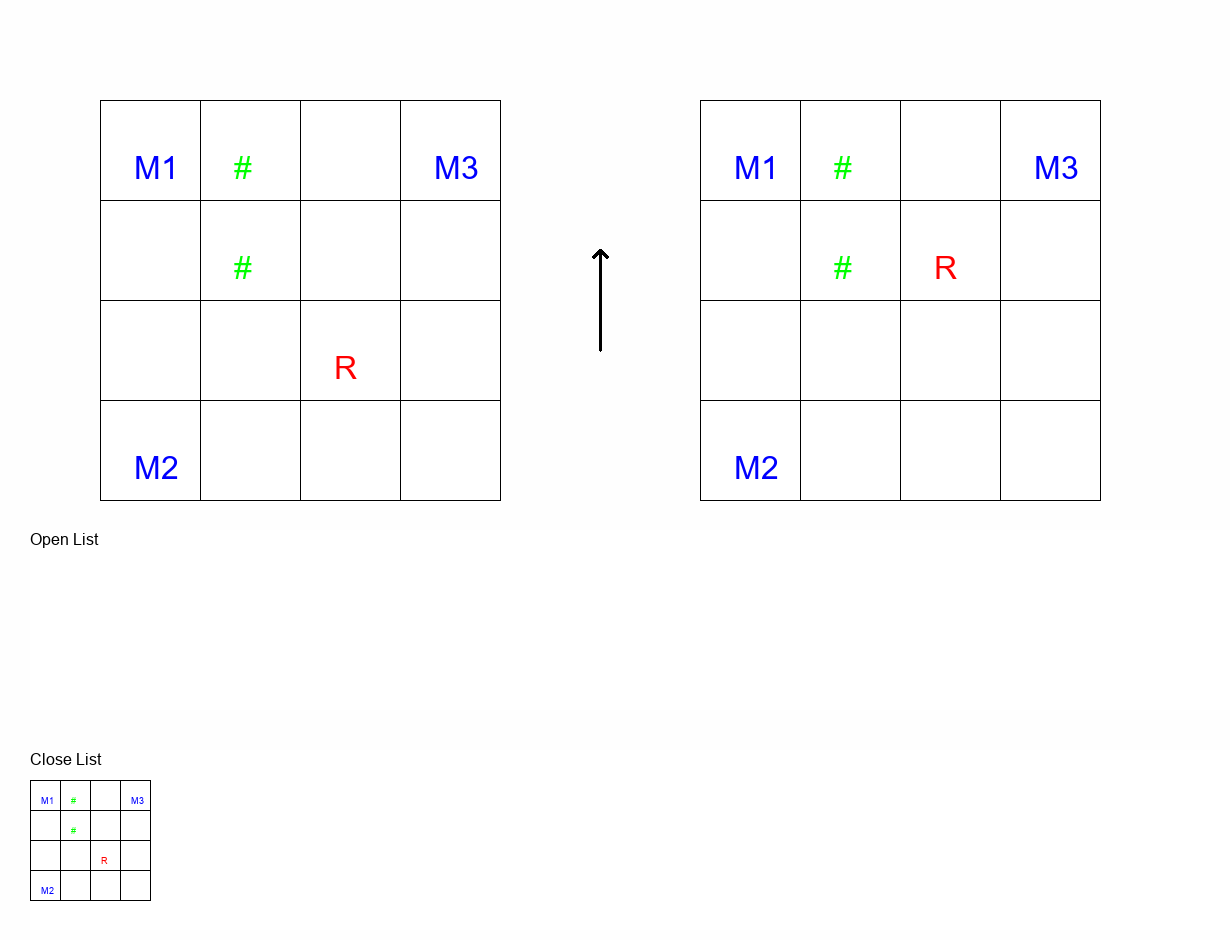 M1 # M3 M1 # M3
# # R
R
M2 M2
Open List
Close List
M1 # M3
#
R
M2